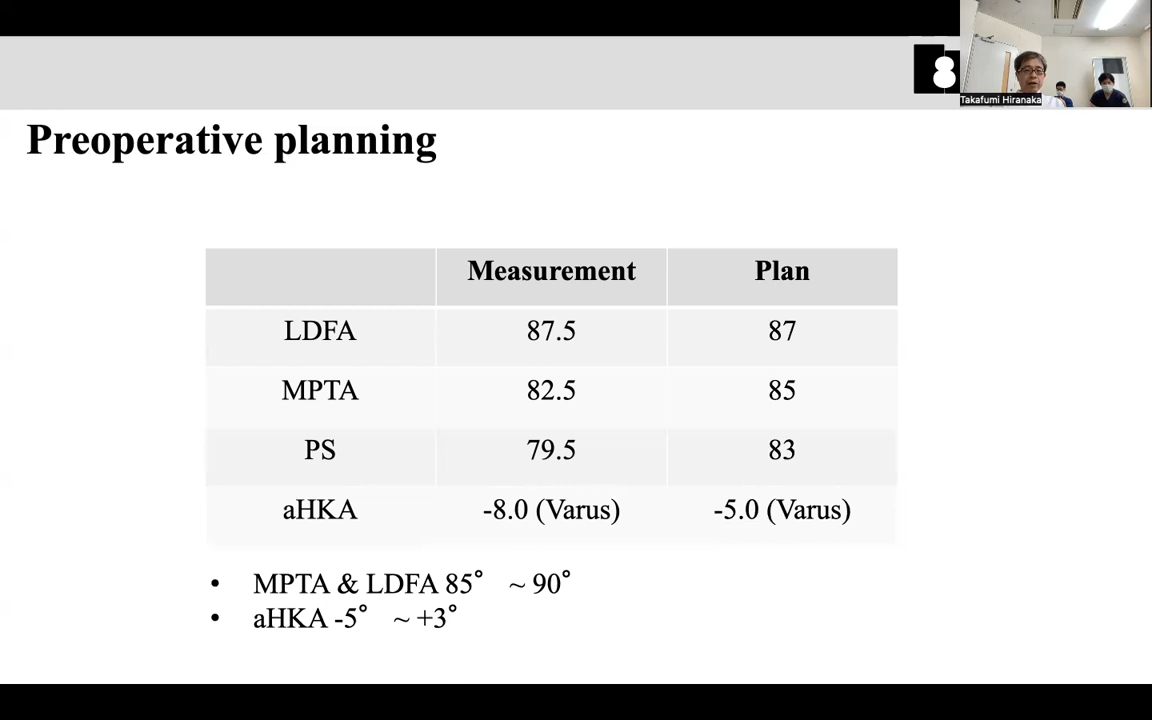 Takafumi Hiranaka
Preoperative planning
Measurement Plan
LDFA 87.5 87
MPTA 82.5 85
PS 79.5 83
aHKA -8.0 (Varus) -5.0 (Varus)
• MPTA & LDFA 85° ~ 90°
• aHKA -5° ~ +3°